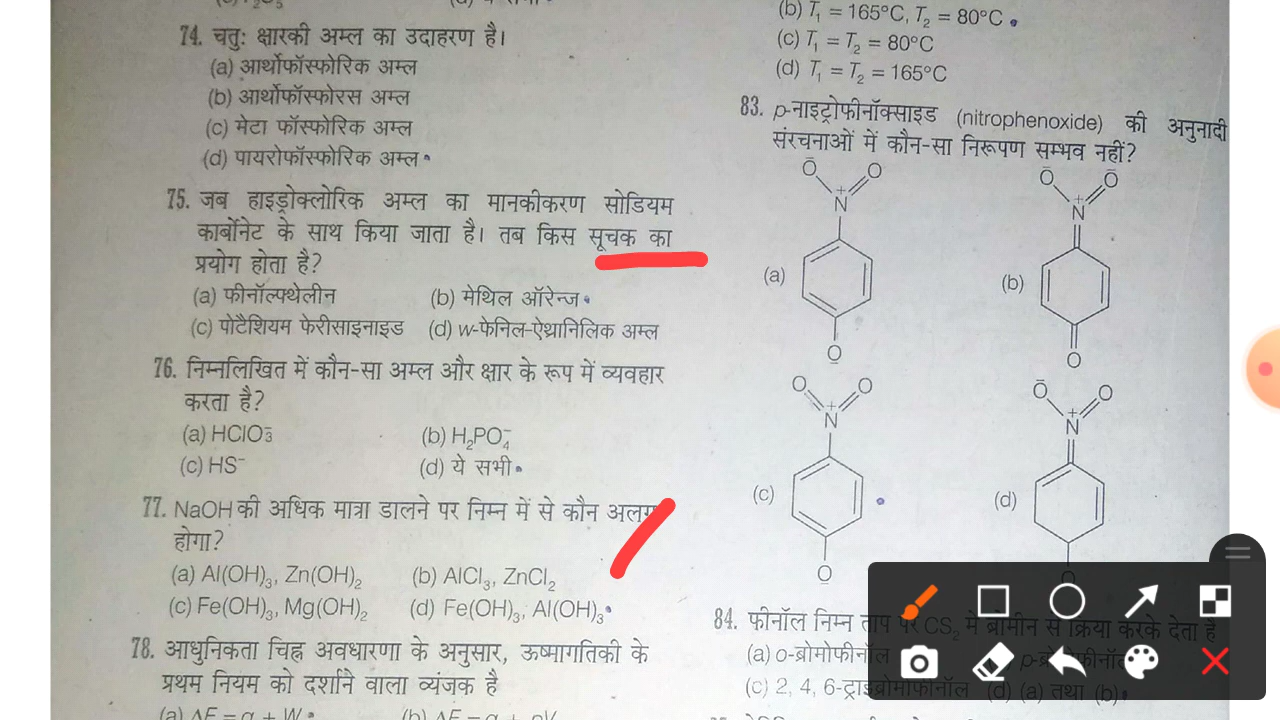 74. चतु: क्षारकी अम्ल का उदाहरण है।
(a) आर्थोफॉस्फोरिक अम्ल
(b) आर्थोफॉस्फोरस अम्ल
(c) मेटा फॉस्फोरिक अम्ल
(d) पायरोफॉस्फोरिक अम्ल
75. जब हाइड्रोक्लोरिक अम्ल का मानकीकरण सोडियम
कार्बोनेट के साथ किया जाता है। तब किस सूचक का
प्रयोग होता है?
(a) फीनॉल्फ्थेलीन (b) मेथिल ऑरेन्ज
(c) पोटैशियम फेरीसाइनाइड (d) w-फेनिल-ऐन्थ्रानिलिक अम्ल
76. निम्नलिखित में कौन-सा अम्ल और क्षार के रूप में व्यवहार
करता है?
(a) HClO₃⁻ (b) H₂PO₄⁻
(c) HS⁻ (d) ये सभी
77. NaOH की अधिक मात्रा डालने पर निम्न में से कौन अलग
होगा?
(a) Al(OH)₃, Zn(OH)₂ (b) AlCl₃, ZnCl₂
(c) Fe(OH)₃, Mg(OH)₂ (d) Fe(OH)₃, Al(OH)₃
78. आधुनिकता चिह्न अवधारणा के अनुसार, ऊष्मागतिकी के
प्रथम नियम को दर्शाने वाला व्यंजक है
(b) T₁ = 165°C, T₂ = 80°C
(c) T₁ = T₂ = 80°C
(d) T₁ = T₂ = 165°C
83. p-नाइट्रोफीनॉक्साइड (nitrophenoxide) की अनुनादी
संरचनाओं में कौन-सा निरूपण सम्भव नहीं?
Ō O Ō Ō
N⁺ N⁺
(a) (b)
O O
O O Ō O
N⁺ N⁺
(c) (d)
O
84. फीनॉल निम्न ताप पर CS₂ में ब्रोमीन से क्रिया करके देता है
(a) o-ब्रोमोफीनॉल
(c) 2, 4, 6-ट्राइब्रोमोफीनॉल (d) (a) तथा (b)